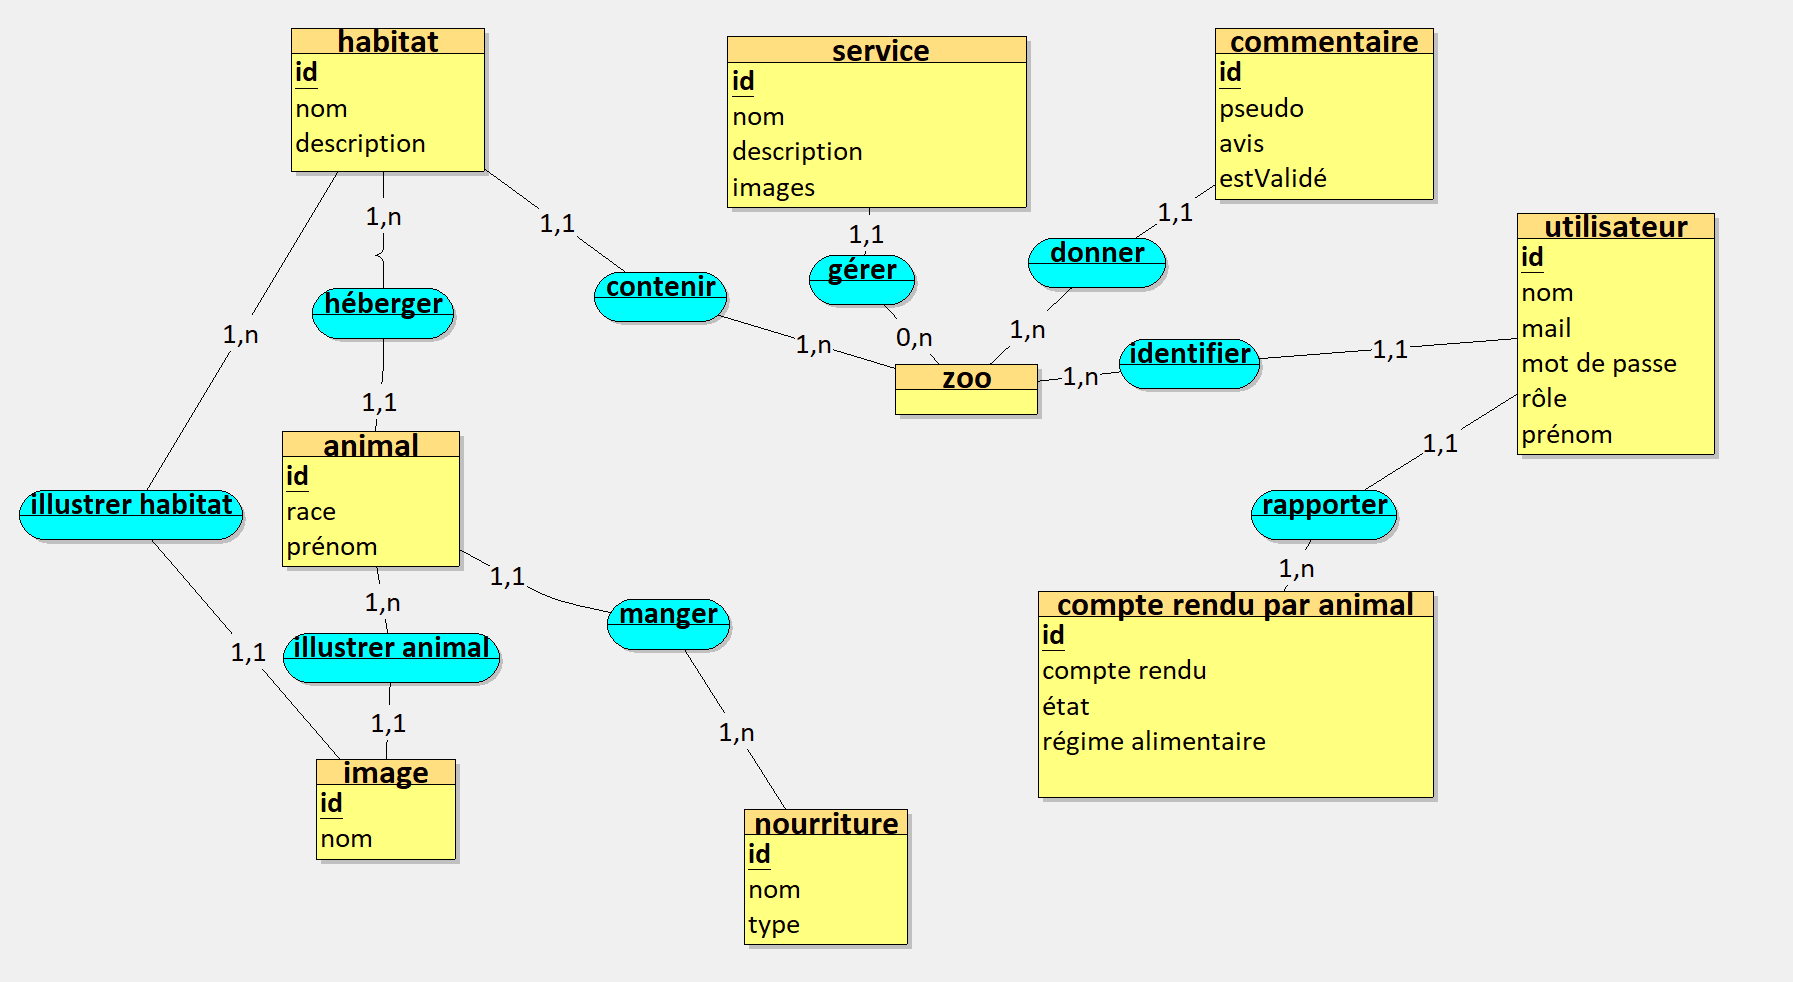 habitat
id
nom
description
service
id
nom
description
images
commentaire
id
pseudo
avis
estValidé
utilisateur
id
nom
mail
mot de passe
rôle
prénom
1,n
1,1
1,1
1,1
héberger
contenir
gérer
donner
1,n
1,n
0,n
1,n
identifier
1,1
1,n
zoo
1,1
animal
id
race
prénom
illustrer habitat
1,1
rapporter
1,n
1,1
1,n
manger
1,1
illustrer animal
1,1
1,n
compte rendu par animal
id
compte rendu
état
régime alimentaire
image
id
nom
nourriture
id
nom
type